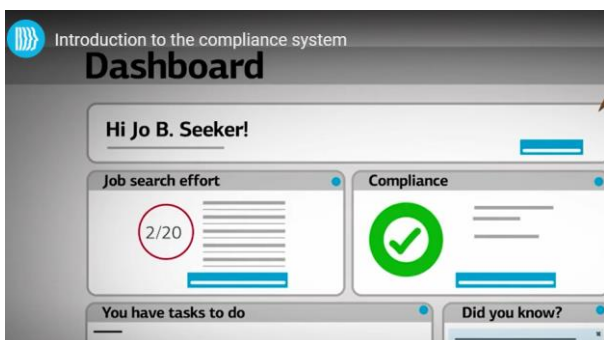 Introduction to the compliance system
Dashboard
Hi Jo B. Seeker!
Job search effort
Compliance
2/20
You have tasks to do
Did you know?